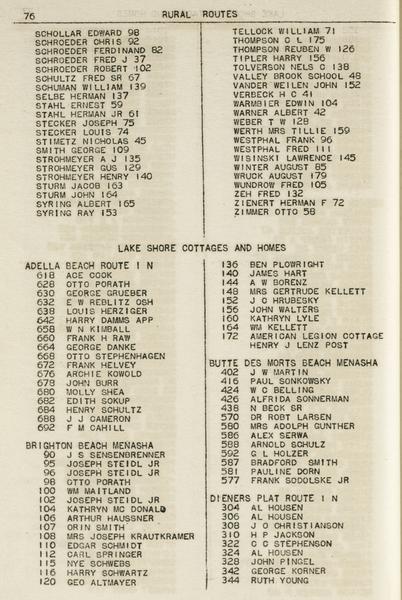 76 RURAL ROUTES
SCHOLLAR EDWARD 98
SCHROEDER CHRIS 92
SCHROEDER FERDINAND 82
SCHROEDER FRED J 37
SCHROEDER ROBERT 102
SCHULTZ FRED SR 67
SCHUMAN WILLIAM 139
SELBE HERMAN 137
STAHL ERNEST 59
STAHL HERMAN JR 61
STECKER JOSEPH 75
STECKER LOUIS 74
STIMETZ NICHOLAS 45
SMITH GEORGE 109
STROHMEYER A J 135
STROHMEYER GUS 129
STROHMEYER HENRY 140
STURM JACOB 163
STURM JOHN 164
SYRING ALBERT 165
SYRING RAY 153
TELLOCK WILLIAM 71
THOMPSON C L 175
THOMPSON REUBEN W 126
TIPLER HARRY 156
TOLVERSON NELS C 138
VALLEY BROOK SCHOOL 48
VANDER WEILEN JOHN 152
VERBECK H C 41
WARMBIER EDWIN 104
WARNER ALBERT 42
WEBER T W 128
WERTH MRS TILLIE 159
WESTPHAL FRANK 96
WESTPHAL FRED 111
WISINSKI LAWRENCE 145
WINTER AUGUST 85
WRUCK AUGUST 179
WUNDROW FRED 105
ZEH FRED 132
ZIENERT HERMAN F 72
ZIMMER OTTO 58
LAKE SHORE COTTAGES AND HOMES
ADELLA BEACH ROUTE 1 N
618 ACE COOK
628 OTTO PORATH
630 GEORGE GRUEBER
632 E W REBLITZ OSH
638 LOUIS HERZIGER
642 HARRY DAMMS APP
658 W N KIMBALL
660 FRANK H RAW
664 GEORGE DANKE
668 OTTO STEPHENHAGEN
672 FRANK HELVEY
676 ARCHIE KOWOLD
678 JOHN BURR
680 MOLLY SHEA
682 EDITH SOKUP
684 HENRY SCHULTZ
688 J J CAMERON
692 F M CAHILL
BRIGHTON BEACH MENASHA
90 J S SENSENBRENNER
95 JOSEPH STEIDL JR
96 JOSEPH STEIDL JR
98 OTTO PORATH
100 WM MAITLAND
102 JOSEPH STEIDL JR
104 KATHRYN MC DONALD
106 ARTHUR HAUSSNER
107 ORIN SMITH
108 MRS JOSEPH KRAUTKRAMER
110 EDGAR SCHMIDT
112 CARL SPRINGER
115 NYE SCHWEBS
116 HARRY SCHWARTZ
120 GEO ALTMAYER
136 BEN PLOWRIGHT
140 JAMES HART
144 A W BORENZ
148 MRS GERTRUDE KELLETT
152 J C HRUBESKY
156 JOHN WALTERS
160 KATHRYN LYLE
164 WM KELLETT
172 AMERICAN LEGION COTTAGE
HENRY J LENZ POST
BUTTE DES MORTS BEACH MENASHA
402 J W MARTIN
416 PAUL SONKOWSKY
424 W C BELLING
426 ALFRIDA SONNERMAN
438 N BECK SR
570 DR ROBT LARSEN
580 MRS ADOLPH GUNTHER
586 ALEX SERWA
588 ARNOLD SCHULZ
592 G L HOLZER
587 BRADFORD SMITH
581 PAULINE DORN
577 FRANK SODOLSKE JR
DIENERS PLAT ROUTE 1 N
304 AL HOUSEN
306 AL HOUSEN
308 J O CHRISTIANSON
310 H P JACKSON
322 C C STEPHENSON
324 AL HOUSEN
328 JOHN PINGEL
342 GEORGE KORNER
344 RUTH YOUNG